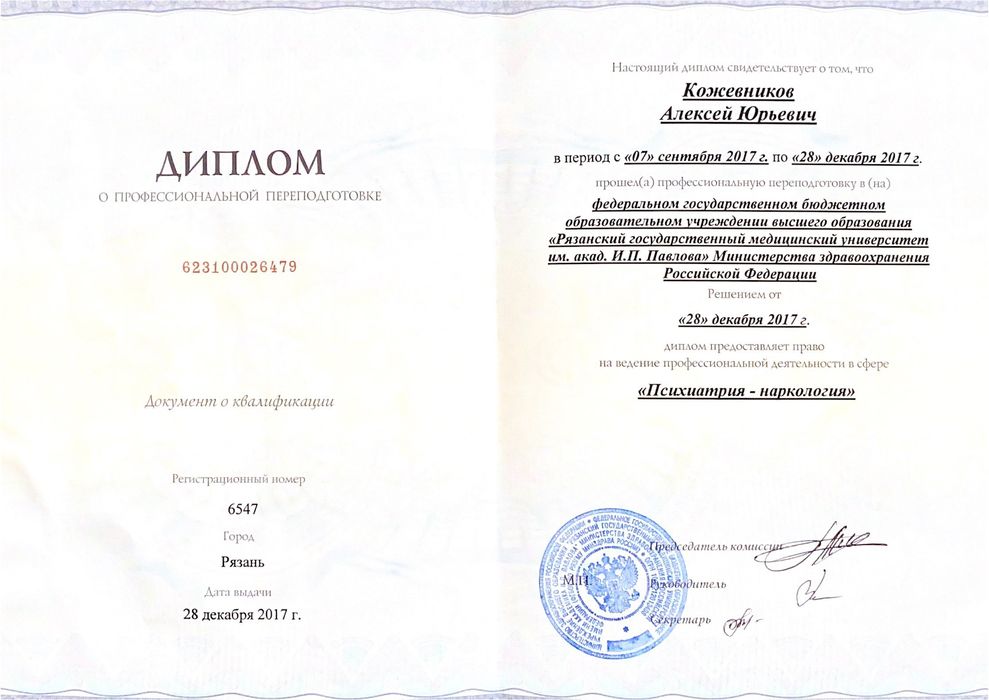 ДИПЛОМ
О ПРОФЕССИОНАЛЬНОЙ ПЕРЕПОДГОТОВКЕ
623100026479
Документ о квалификации
Регистрационный номер
6547
Город
Рязань
Дата выдачи
28 декабря 2017 г.
Настоящий диплом свидетельствует о том, что
Кожевников
Алексей Юрьевич
в период с «07» сентября 2017 г. по «28» декабря 2017 г.
прошел(а) профессиональную переподготовку в (на)
федеральном государственном бюджетном
образовательном учреждении высшего образования
«Рязанский государственный медицинский университет
им. акад. И.П. Павлова» Министерства здравоохранения
Российской Федерации
Решением от
«28» декабря 2017 г.
диплом предоставляет право
на ведение профессиональной деятельности в сфере
«Психиатрия - наркология»
Председатель комиссии
М.П.
Руководитель
Секретарь